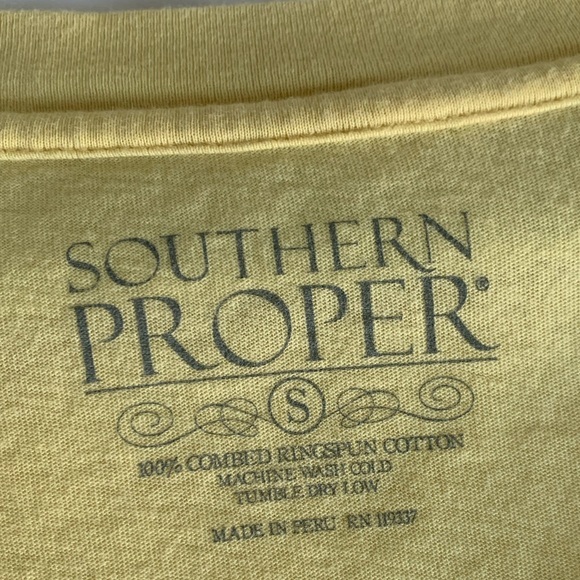 SOUTHERN
PROPER®
S
100% COMBED RINGSPUN COTTON
MACHINE WASH COLD
TUMBLE DRY LOW
MADE IN PERU RN 119337